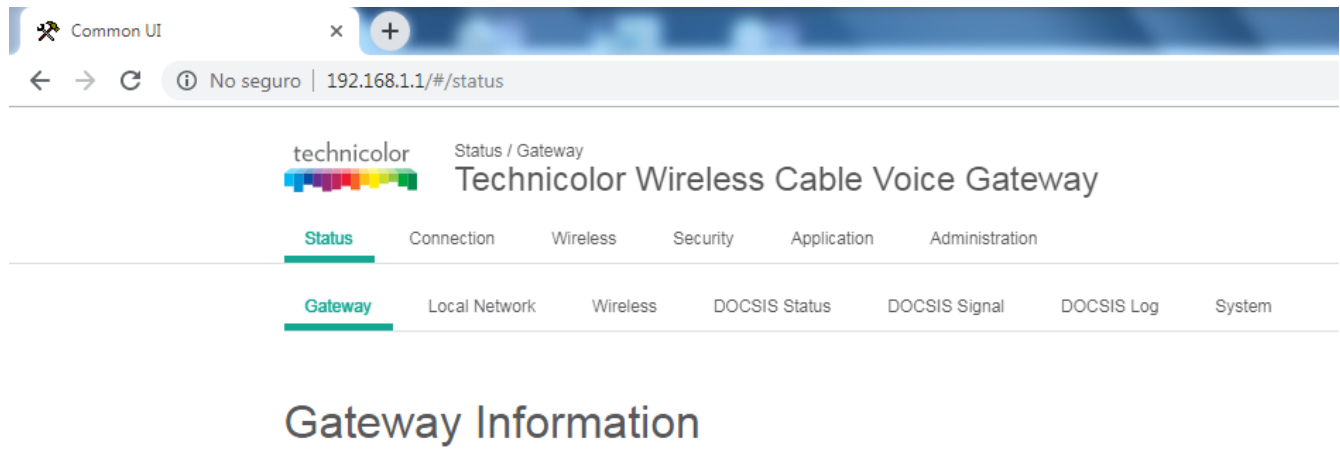 Common UI
No seguro | 192.168.1.1/#/status
technicolor
Status / Gateway
Technicolor Wireless Cable Voice Gateway
Status Connection Wireless Security Application Administration
Gateway Local Network Wireless DOCSIS Status DOCSIS Signal DOCSIS Log System
Gateway Information